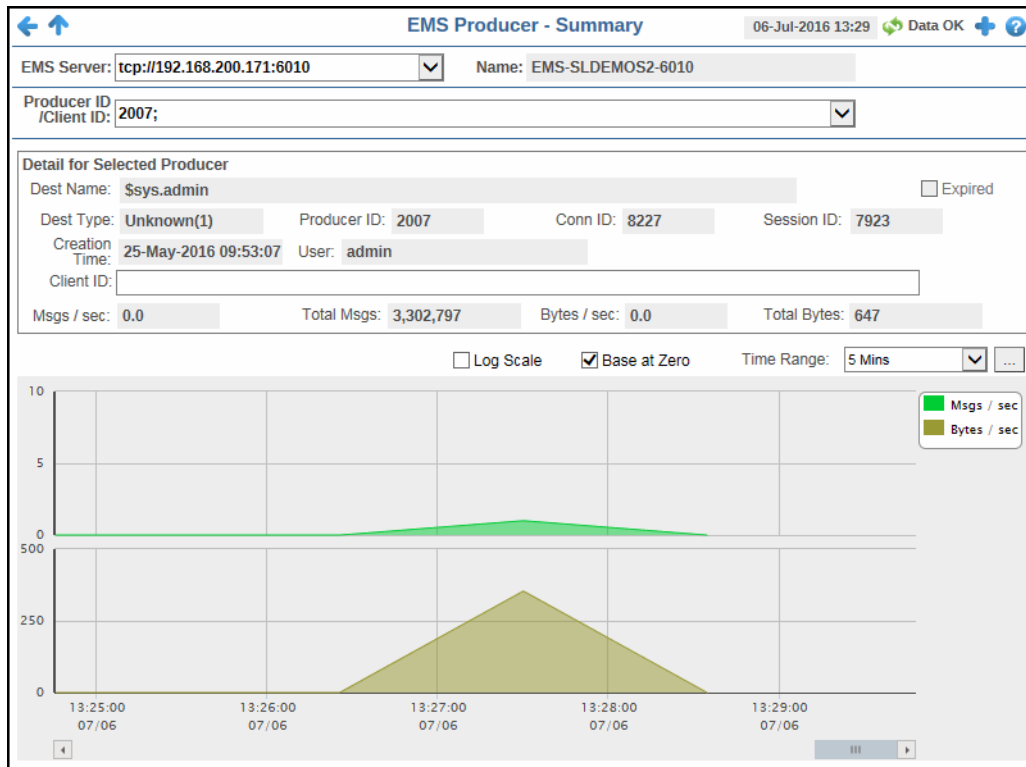 EMS Producer - Summary 06-Jul-2016 13:29 Data OK
EMS Server: tcp://192.168.200.171:6010 Name: EMS-SLDEMOS2-6010
Producer ID
/Client ID: 2007;
Detail for Selected Producer
Dest Name: $sys.admin Expired
Dest Type: Unknown(1) Producer ID: 2007 Conn ID: 8227 Session ID: 7923
Creation
Time: 25-May-2016 09:53:07 User: admin
Client ID:
Msgs / sec: 0.0 Total Msgs: 3,302,797 Bytes / sec: 0.0 Total Bytes: 647
Log Scale Base at Zero Time Range: 5 Mins ...
10
Msgs / sec
Bytes / sec
5
0
500
250
0
13:25:00 13:26:00 13:27:00 13:28:00 13:29:00
07/06 07/06 07/06 07/06 07/06